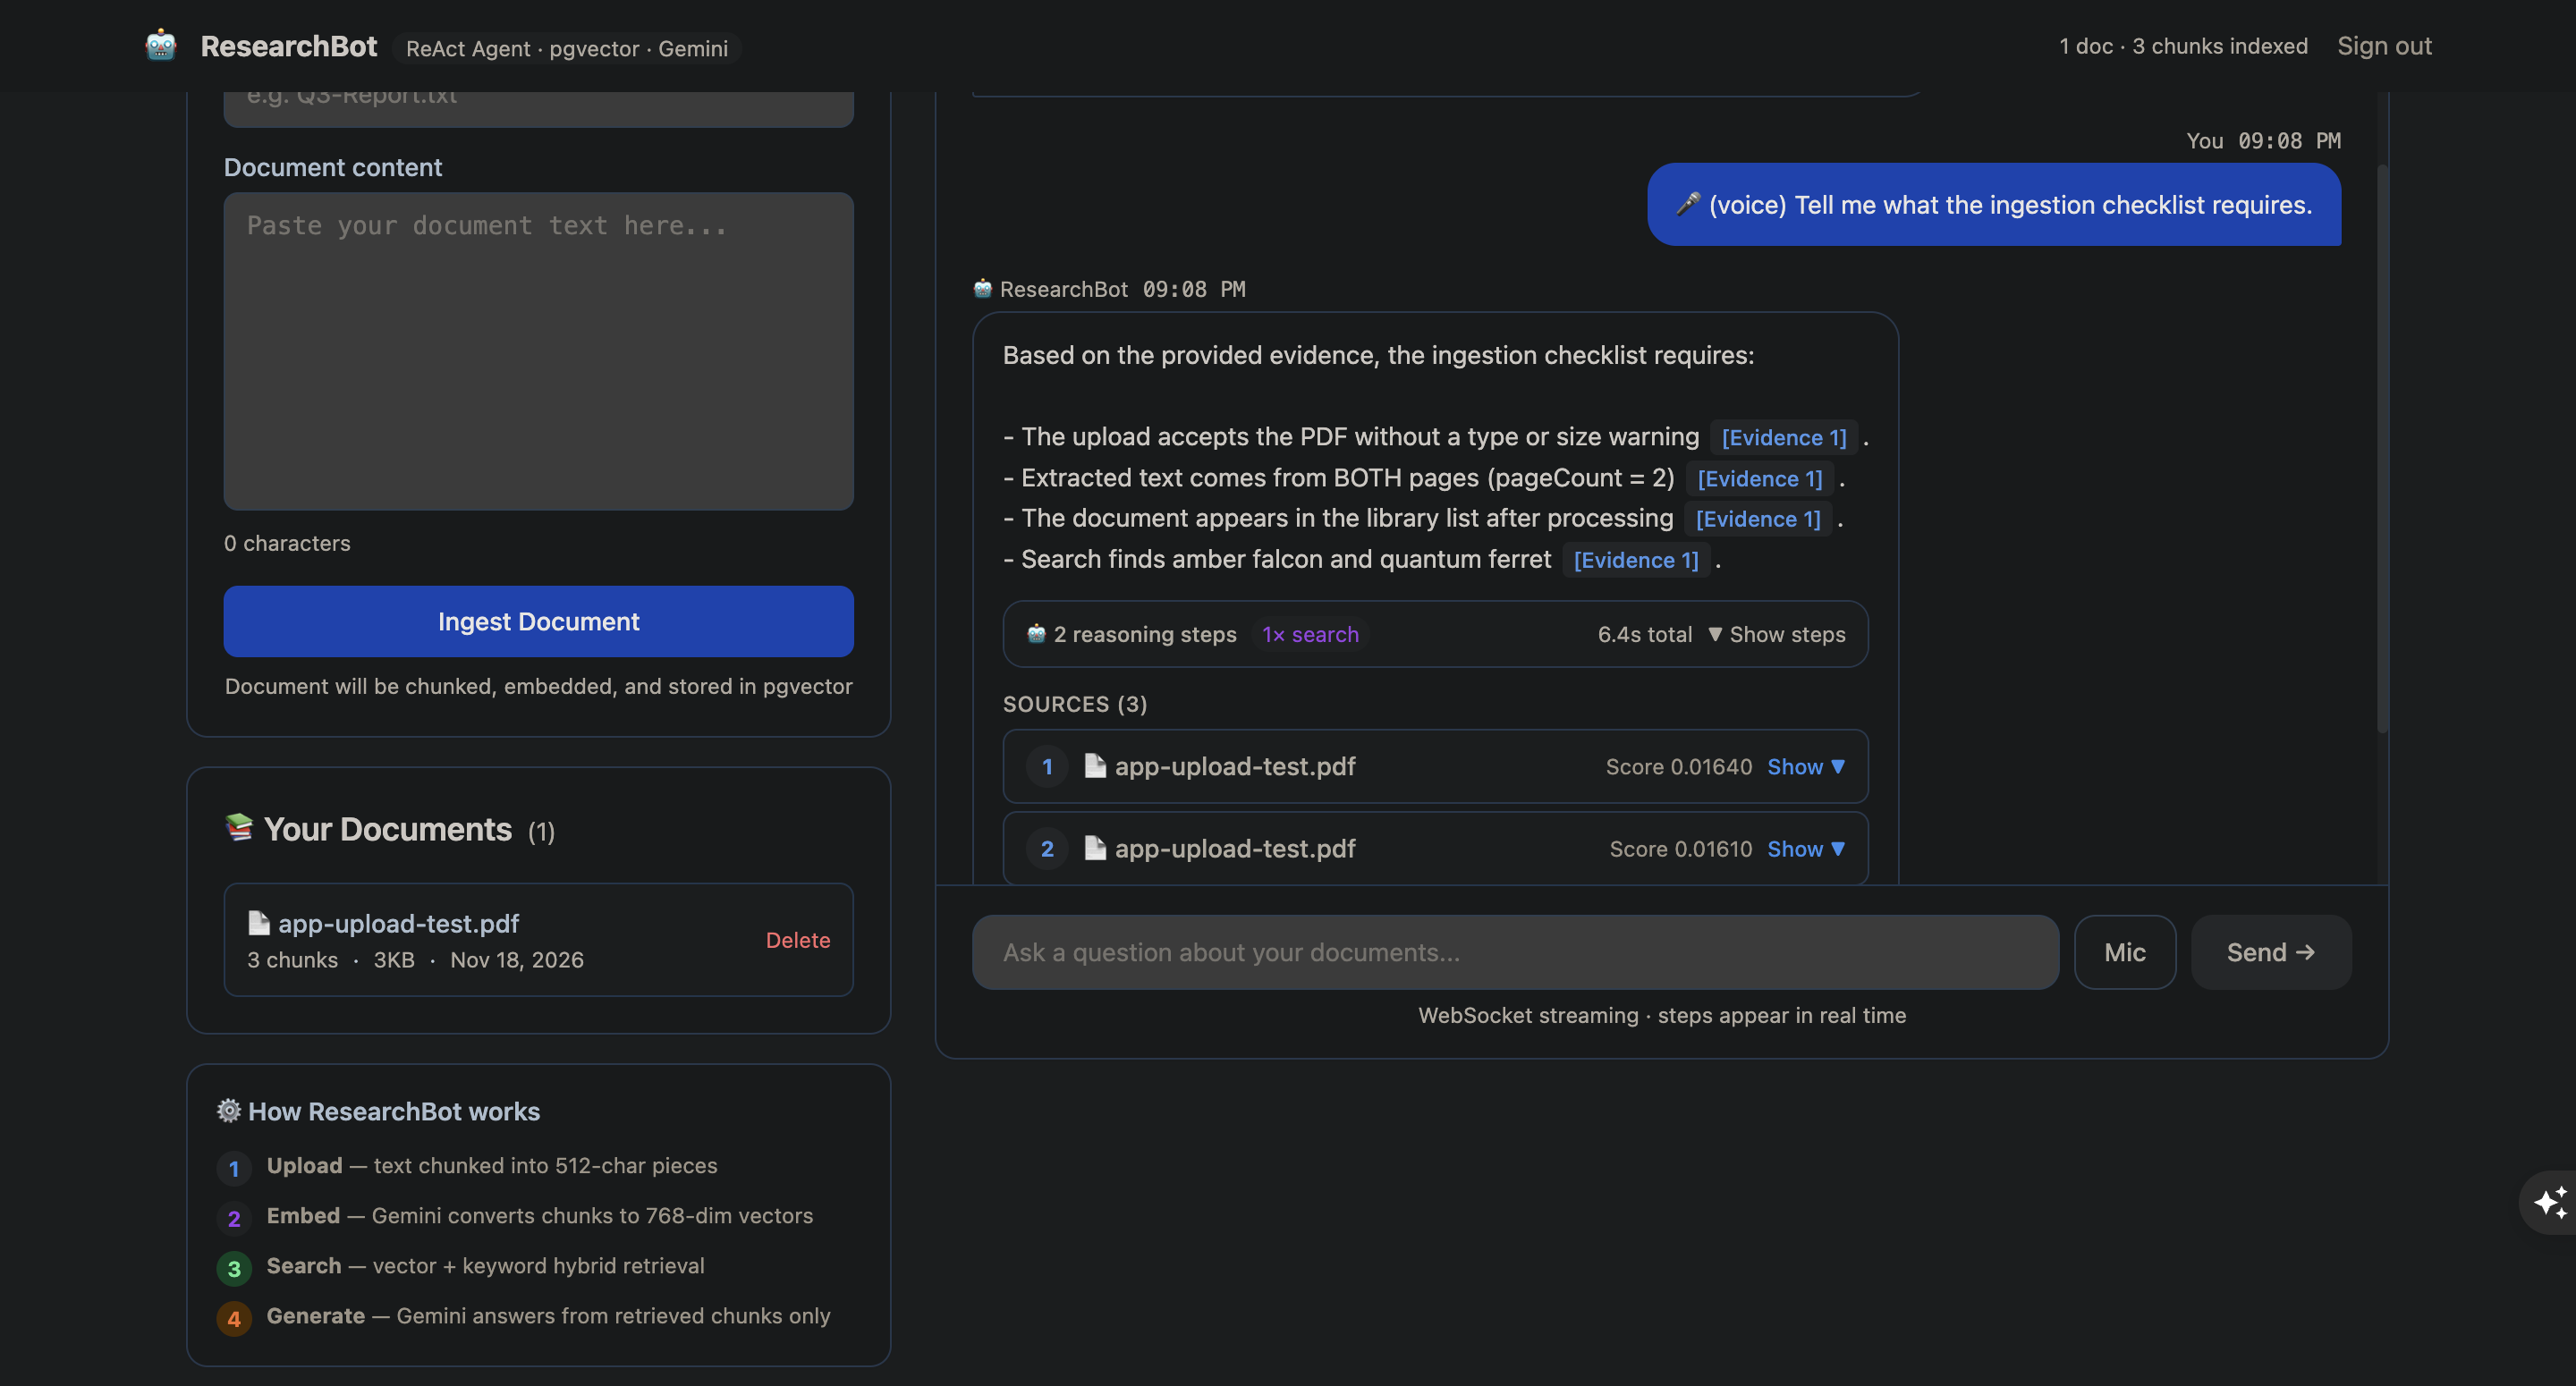 🤖 ResearchBot ReAct Agent · pgvector · Gemini
1 doc · 3 chunks indexed Sign out
e.g. Q3-Report.txt
Document content
Paste your document text here...
0 characters
Ingest Document
Document will be chunked, embedded, and stored in pgvector
📚 Your Documents (1)
📄 app-upload-test.pdf
3 chunks · 3KB · Nov 18, 2026
Delete
⚙️ How ResearchBot works
1 Upload — text chunked into 512-char pieces
2 Embed — Gemini converts chunks to 768-dim vectors
3 Search — vector + keyword hybrid retrieval
4 Generate — Gemini answers from retrieved chunks only
You 09:08 PM
🎤 (voice) Tell me what the ingestion checklist requires.
🤖 ResearchBot 09:08 PM
Based on the provided evidence, the ingestion checklist requires:
- The upload accepts the PDF without a type or size warning [Evidence 1] .
- Extracted text comes from BOTH pages (pageCount = 2) [Evidence 1] .
- The document appears in the library list after processing [Evidence 1] .
- Search finds amber falcon and quantum ferret [Evidence 1] .
🤖 2 reasoning steps 1× search 6.4s total ▼ Show steps
SOURCES (3)
1 📄 app-upload-test.pdf Score 0.01640 Show ▼
2 📄 app-upload-test.pdf Score 0.01610 Show ▼
Ask a question about your documents...
Mic
Send →
WebSocket streaming · steps appear in real time